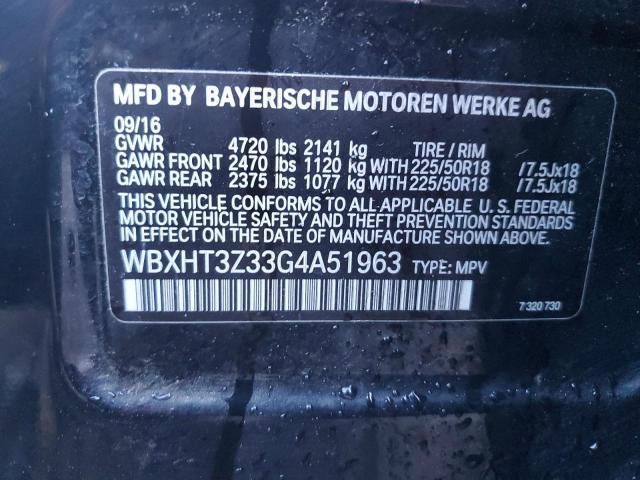 MFD BY BAYERISCHE MOTOREN WERKE AG
09/16
GVWR 4720 lbs 2141 kg TIRE / RIM
GAWR FRONT 2470 lbs 1120 kg WITH 225/50R18 /7.5Jx18
GAWR REAR 2375 lbs 1077 kg WITH 225/50R18 /7.5Jx18
THIS VEHICLE CONFORMS TO ALL APPLICABLE U. S. FEDERAL
MOTOR VEHICLE SAFETY AND THEFT PREVENTION STANDARDS
IN EFFECT ON THE DATE OF MANUFACTURE SHOWN ABOVE.
WBXHT3Z33G4A51963 TYPE: MPV
7 320 730